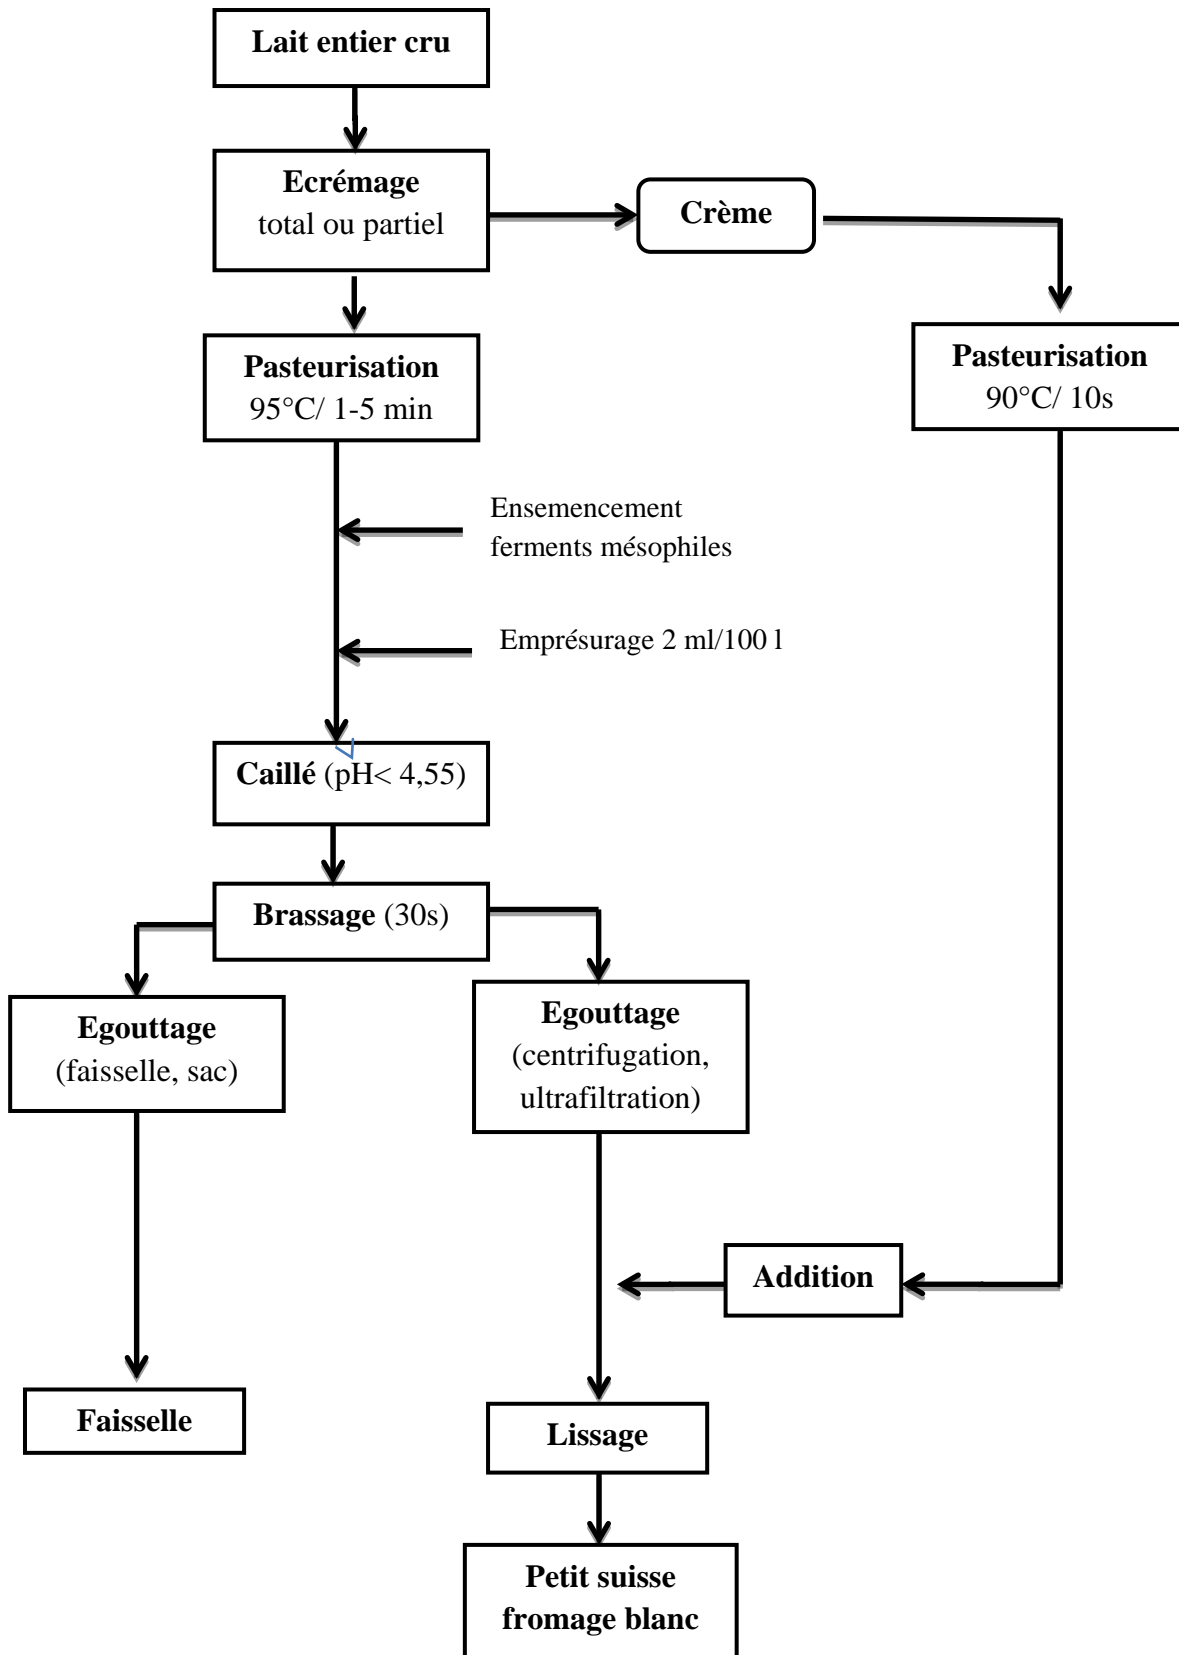 Lait entier cru
Ecrémage
total ou partiel
Crème
Pasteurisation
95°C/ 1-5 min
Pasteurisation
90°C/ 10s
Ensemencement
ferments mésophiles
Emprésurage 2 ml/100 l
Caillé (pH< 4,55)
Brassage (30s)
Egouttage
(faisselle, sac)
Egouttage
(centrifugation,
ultrafiltration)
Addition
Faisselle
Lissage
Petit suisse
fromage blanc